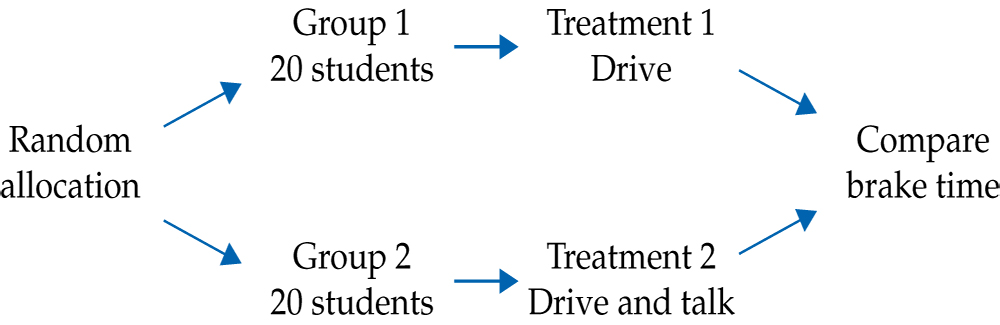 Random
allocation
Group 1
20 students
Treatment 1
Drive
Group 2
20 students
Treatment 2
Drive and talk
Compare
brake time